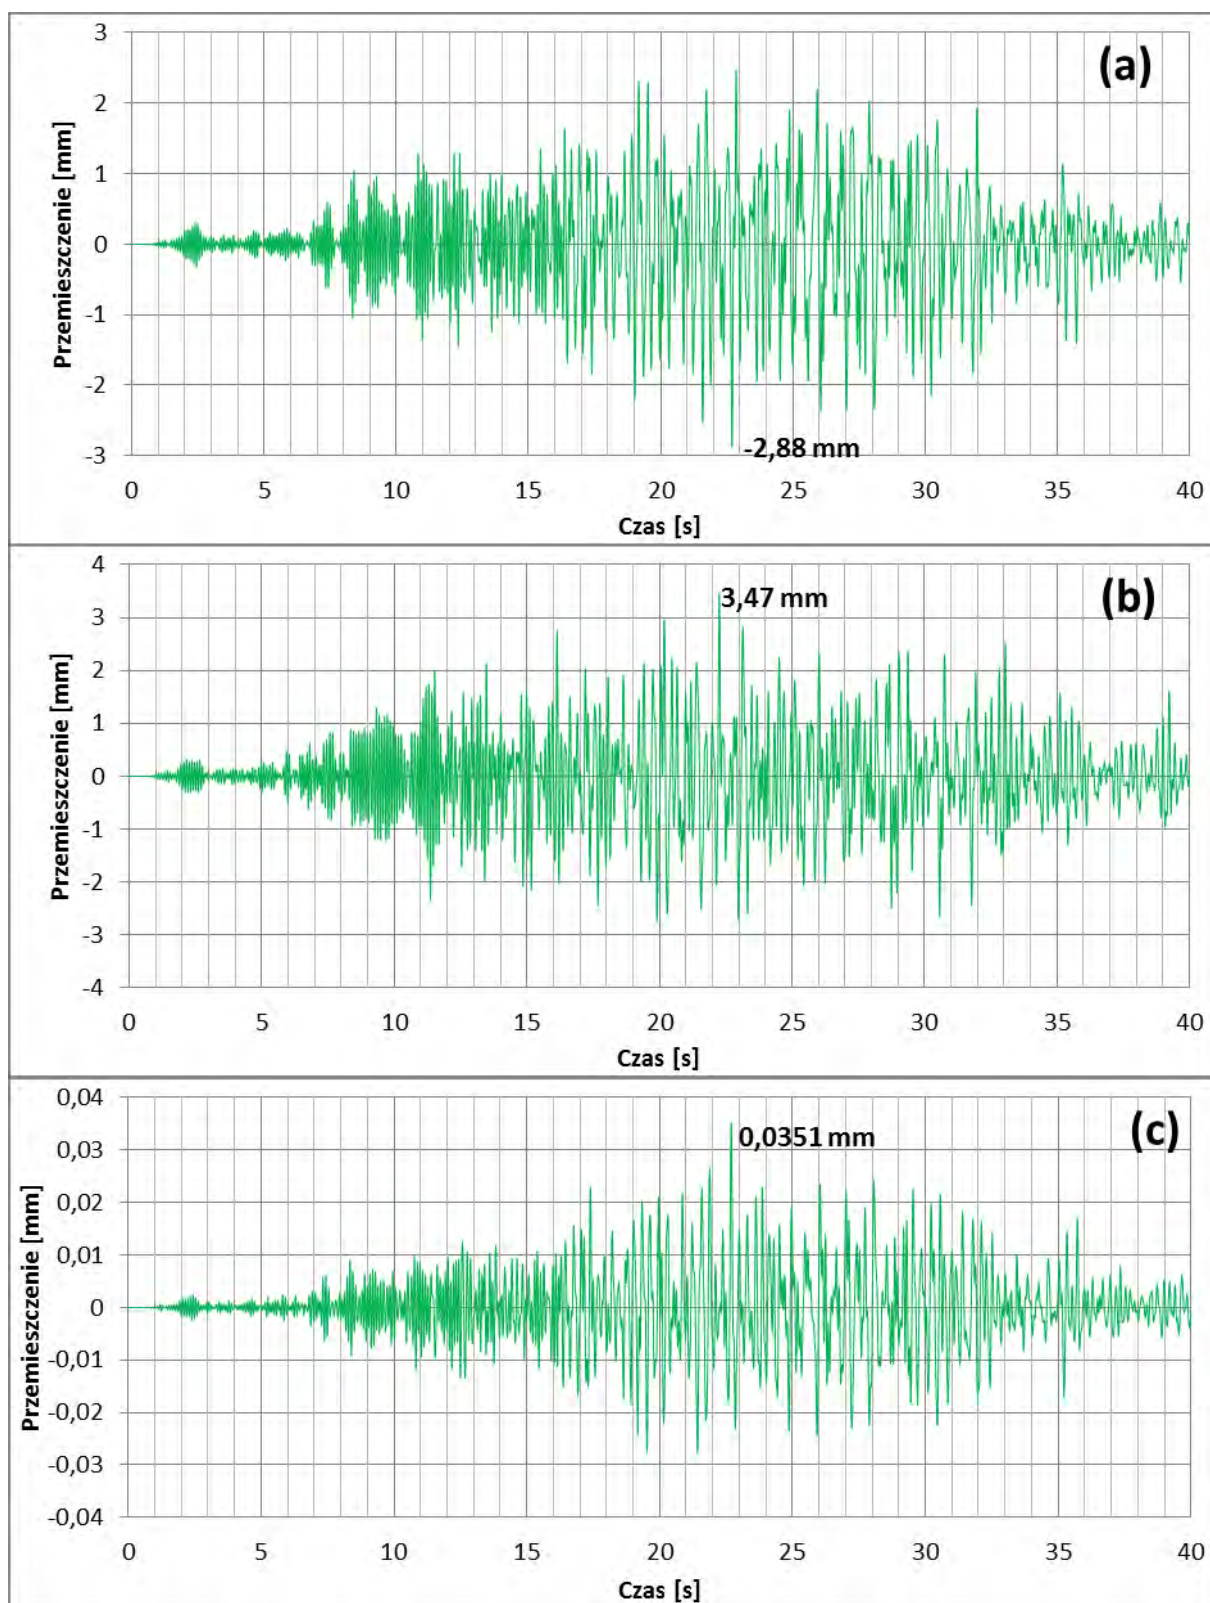 (a)
Przemieszczenie [mm]
3
2
1
0
-1
-2
-3
-2,88 mm
0 5 10 15 20 25 30 35 40
Czas [s]
(b)
Przemieszczenie [mm]
4
3
2
1
0
-1
-2
-3
-4
3,47 mm
0 5 10 15 20 25 30 35 40
Czas [s]
(c)
Przemieszczenie [mm]
0,04
0,03
0,02
0,01
0
-0,01
-0,02
-0,03
-0,04
0,0351 mm
0 5 10 15 20 25 30 35 40
Czas [s]